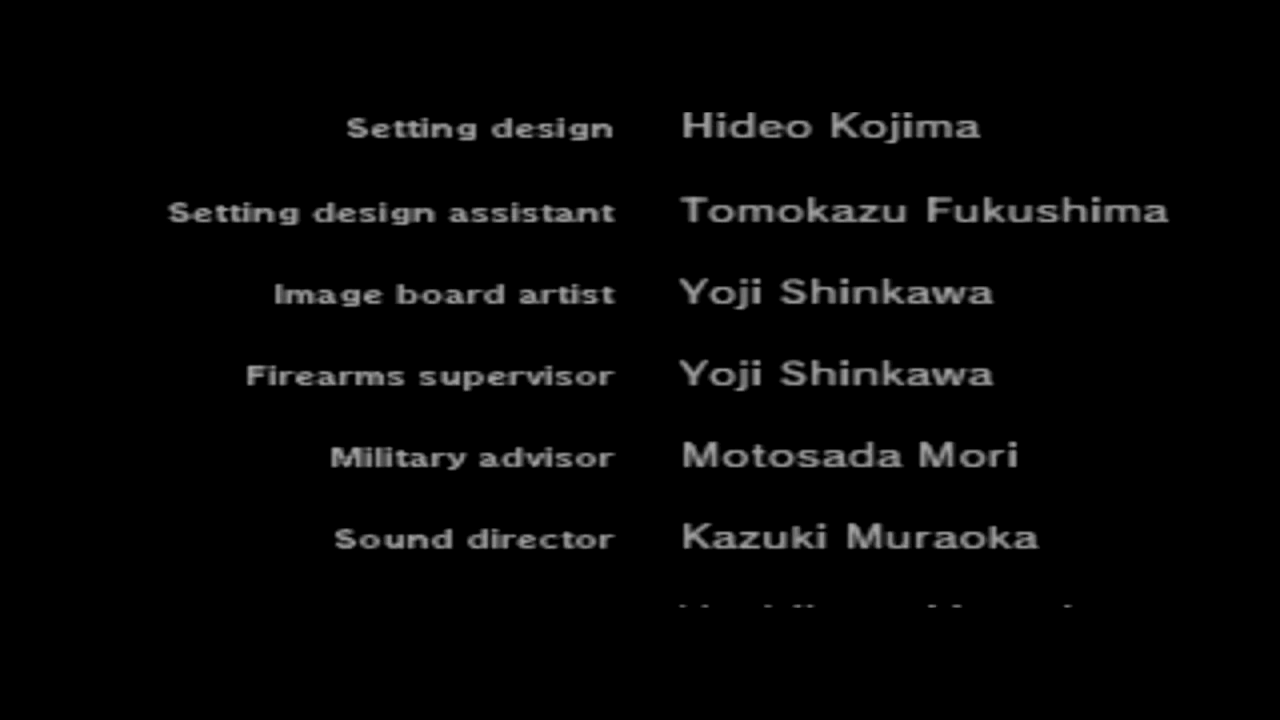 Setting design Hideo Kojima
Setting design assistant Tomokazu Fukushima
Image board artist Yoji Shinkawa
Firearms supervisor Yoji Shinkawa
Military advisor Motosada Mori
Sound director Kazuki Muraoka